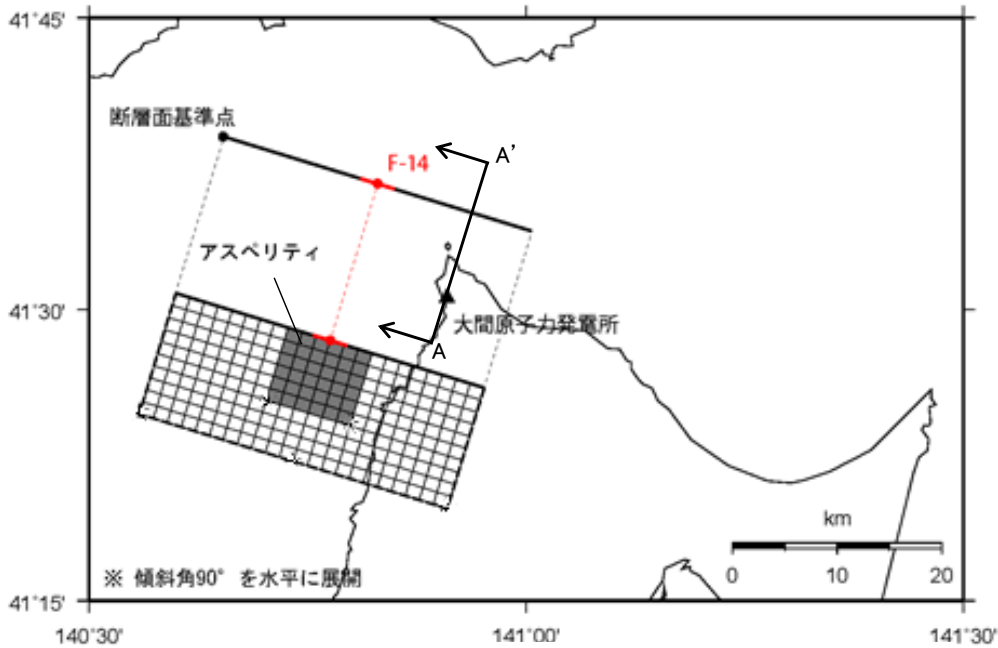 41°45'
断層面基準点
F-14
A'
アスペリティ
41°30'
大間原子力発電所
A
km
0 10 20
※ 傾斜角90° を水平に展開
41°15'
140°30' 141°00' 141°30'